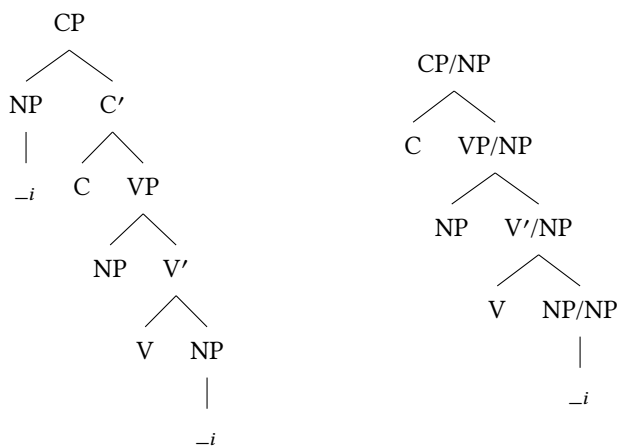 CP
NP C′
_i C VP
NP V′
V NP
_i
CP/NP
C VP/NP
NP V′/NP
V NP/NP
_i